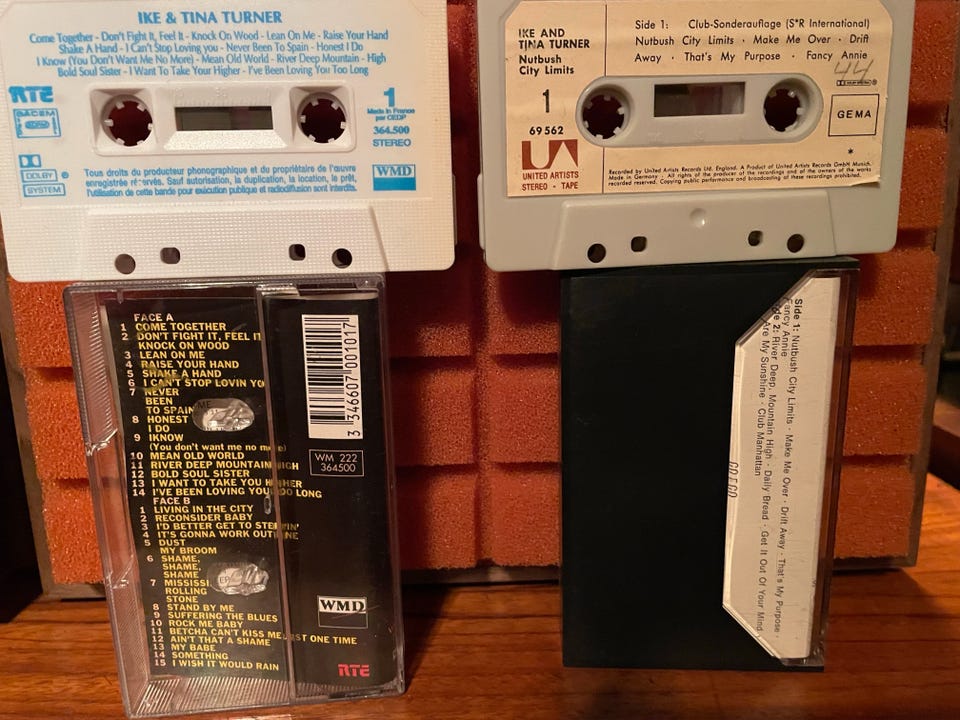 IKE & TINA TURNER
Come Together - Don't Fight It, Feel It - Knock On Wood - Lean On Me - Raise Your Hand
Shake A Hand - I Can't Stop Loving you - Never Been To Spain - Honest I Do
I Know (You Don't Want Me No More) - Mean Old World - River Deep Mountain - High
Bold Soul Sister - I Want To Take Your Higher - I've Been Loving You Too Long
RTE
SACEM
1
Made in France
par CEDP
364.500
STEREO
DOLBY
SYSTEM
Tous droits du producteur phonographique et du propriétaire de l'œuvre
enregistrée réservés. Sauf autorisation, la duplication, la location, le prêt,
l'utilisation de cette bande pour exécution publique et radiodiffusion sont interdits.
WMD
IKE AND
TINA TURNER
Nutbush
City Limits
Side 1: Club-Sonderauflage (S*R International)
Nutbush City Limits · Make Me Over · Drift
Away · That's My Purpose · Fancy Annie
44
1
69 562
GEMA
UA
UNITED ARTISTS
STEREO - TAPE
*
Recorded by United Artists Records Ltd. England. A Product of United Artists Records GmbH Munich.
Made in Germany · All rights of the producer of the recordings and of the owners of the works
recorded reserved. Copying public performance and broadcasting of these recordings prohibited.
FACE A
1 COME TOGETHER
2 DON'T FIGHT IT, FEEL IT
KNOCK ON WOOD
3 LEAN ON ME
4 RAISE YOUR HAND
5 SHAKE A HAND
6 I CAN'T STOP LOVIN YO
7 NEVER
BEEN
TO SPAIN
8 HONEST
I DO
9 IKNOW
(You don't want me no more)
10 MEAN OLD WORLD
11 RIVER DEEP MOUNTAIN HIGH
12 BOLD SOUL SISTER
13 I WANT TO TAKE YOU HIGHER
14 I'VE BEEN LOVING YOU TOO LONG
FACE B
1 LIVING IN THE CITY
2 RECONSIDER BABY
3 I'D BETTER GET TO STEPPIN'
4 IT'S GONNA WORK OUT FINE
5 DUST
MY BROOM
6 SHAME,
SHAME,
SHAME
7 MISSISSI
ROLLING
STONE
8 STAND BY ME
9 SUFFERING THE BLUES
10 ROCK ME BABY
11 BETCHA CAN'T KISS ME JUST ONE TIME
12 AIN'T THAT A SHAME
13 MY BABE
14 SOMETHING
15 I WISH IT WOULD RAIN
3 254990 001017
WM 222
364500
WMD
RTE
Side 1: Nutbush City Limits · Make Me Over · Drift Away · That's My Purpose ·
Fancy Annie
Side 2: River Deep, Mountain High · Daily Bread · Get It Out Of Your Mind
Are My Sunshine · Club Manhattan